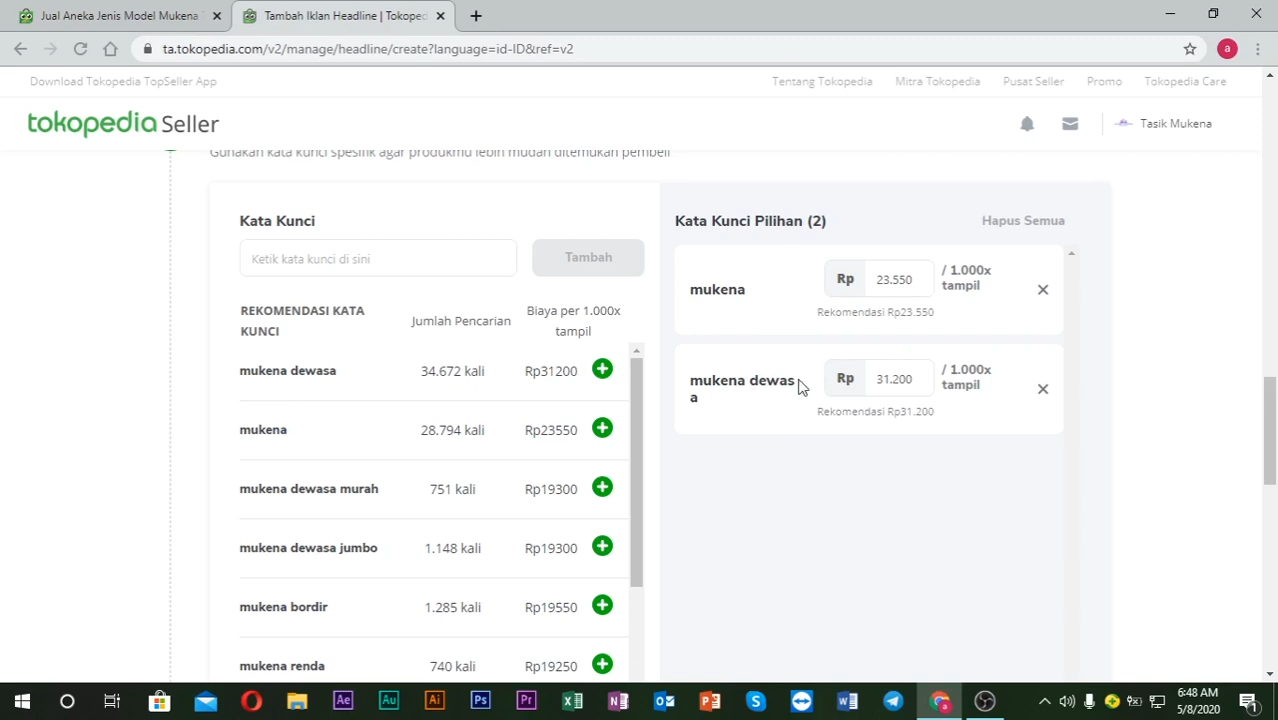 Jual Aneka Jenis Model Mukena
Tambah Iklan Headline | Tokoped
ta.tokopedia.com/v2/manage/headline/create?language=id-ID&ref=v2
a
Download Tokopedia TopSeller App
Tentang Tokopedia
Mitra Tokopedia
Pusat Seller
Promo
Tokopedia Care
tokopedia Seller
Tasik Mukena
Gunakan kata kunci spesifik agar produkmu lebih mudah ditemukan pembeli
Kata Kunci
Ketik kata kunci di sini
Tambah
REKOMENDASI KATA
KUNCI
Jumlah Pencarian
Biaya per 1.000x
tampil
mukena dewasa
34.672 kali
Rp31200
mukena
28.794 kali
Rp23550
mukena dewasa murah
751 kali
Rp19300
mukena dewasa jumbo
1.148 kali
Rp19300
mukena bordir
1.285 kali
Rp19550
mukena renda
740 kali
Rp19250
Kata Kunci Pilihan (2)
Hapus Semua
mukena
Rp
23.550
/ 1.000x
tampil
Rekomendasi Rp23.550
mukena dewas
a
Rp
31.200
/ 1.000x
tampil
Rekomendasi Rp31.200
Ae
Au
Ai
Ps
Pr
6:48 AM
5/8/2020
1